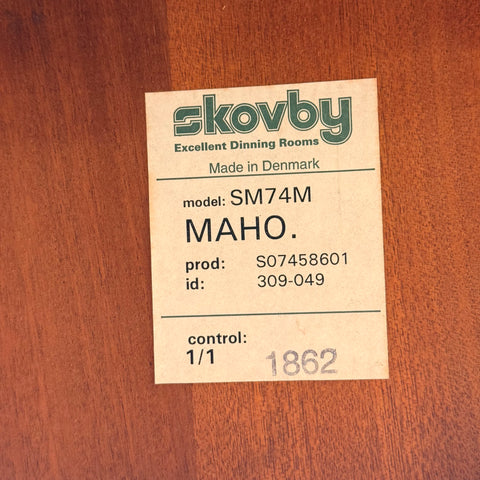 skovby
Excellent Dinning Rooms
Made in Denmark
model: SM74M
MAHO.
prod: S07458601
id: 309-049
control:
1/1 1862